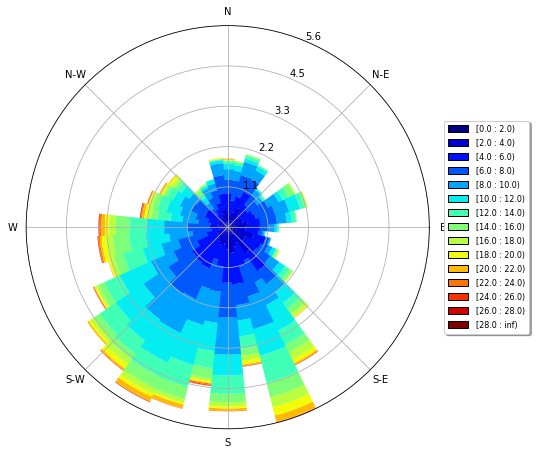 N
5.6
N-W
N-E
4.5
3.3
2.2
1.1
W
E
S-W
S-E
S
[0.0 : 2.0)
[2.0 : 4.0)
[4.0 : 6.0)
[6.0 : 8.0)
[8.0 : 10.0)
[10.0 : 12.0)
[12.0 : 14.0)
[14.0 : 16.0)
[16.0 : 18.0)
[18.0 : 20.0)
[20.0 : 22.0)
[22.0 : 24.0)
[24.0 : 26.0)
[26.0 : 28.0)
[28.0 : inf)